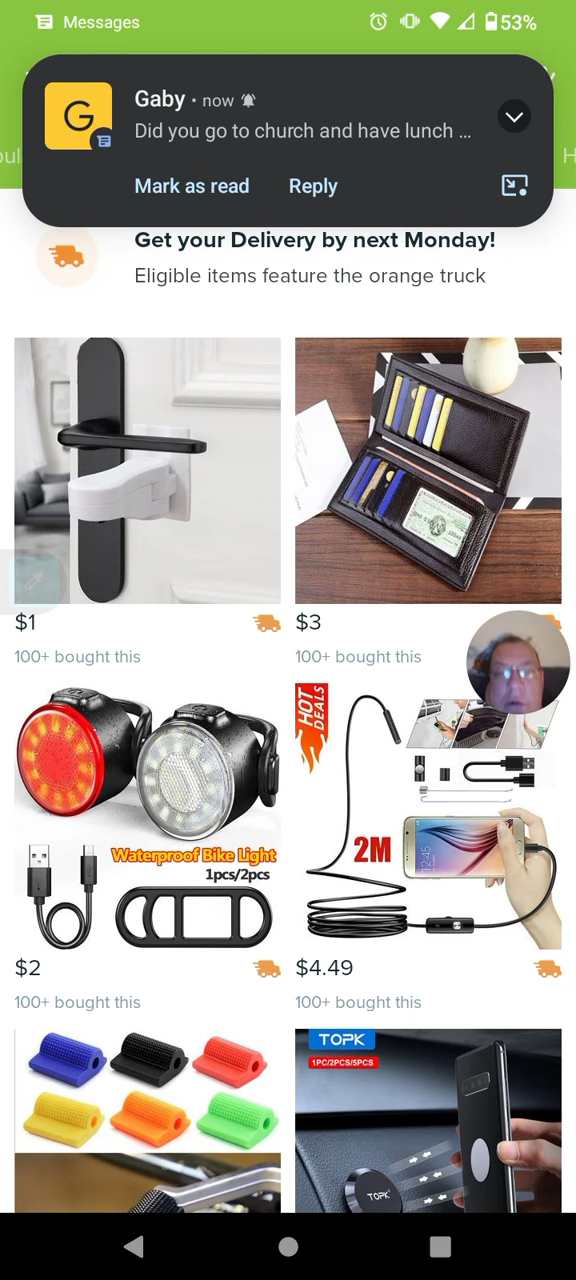 Messages
53%
G
Gaby • now
Did you go to church and have lunch ...
Mark as read Reply
Get your Delivery by next Monday!
Eligible items feature the orange truck
$1
100+ bought this
$3
100+ bought this
HOT
DEALS
Waterproof Bike Light
1pcs/2pcs
2M
12:45
$2
100+ bought this
$4.49
100+ bought this
TOPK
1PC/2PCS/5PCS
TOPK